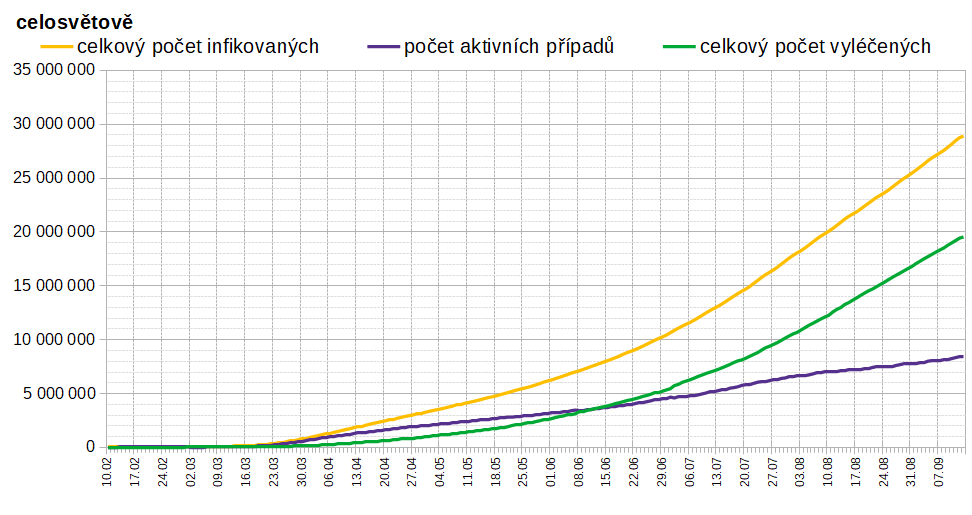 celosvětově
celkový počet infikovaných počet aktivních případů celkový počet vyléčených
35 000 000
30 000 000
25 000 000
20 000 000
15 000 000
10 000 000
5 000 000
0
10.02 17.02 24.02 02.03 09.03 16.03 23.03 30.03 06.04 13.04 20.04 27.04 04.05 11.05 18.05 25.05 01.06 08.06 15.06 22.06 29.06 06.07 13.07 20.07 27.07 03.08 10.08 17.08 24.08 31.08 07.09